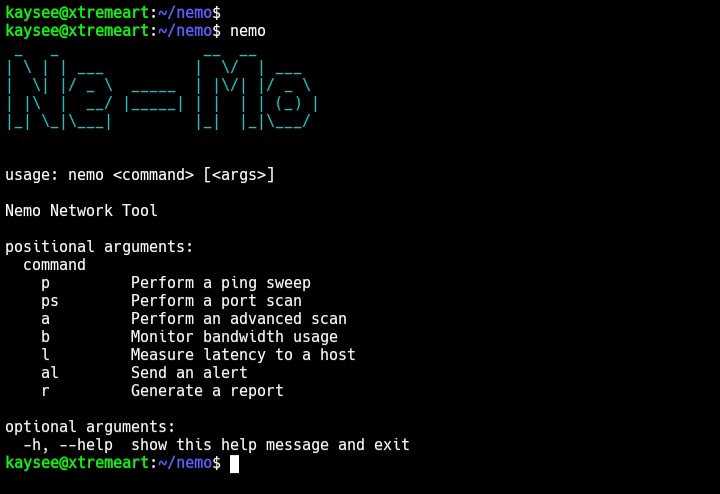 kaysee@xtremeart:~/nemo$
kaysee@xtremeart:~/nemo$ nemo
Ne-Mo
usage: nemo <command> [<args>]
Nemo Network Tool
positional arguments:
command
p Perform a ping sweep
ps Perform a port scan
a Perform an advanced scan
b Monitor bandwidth usage
l Measure latency to a host
al Send an alert
r Generate a report
optional arguments:
-h, --help show this help message and exit
kaysee@xtremeart:~/nemo$